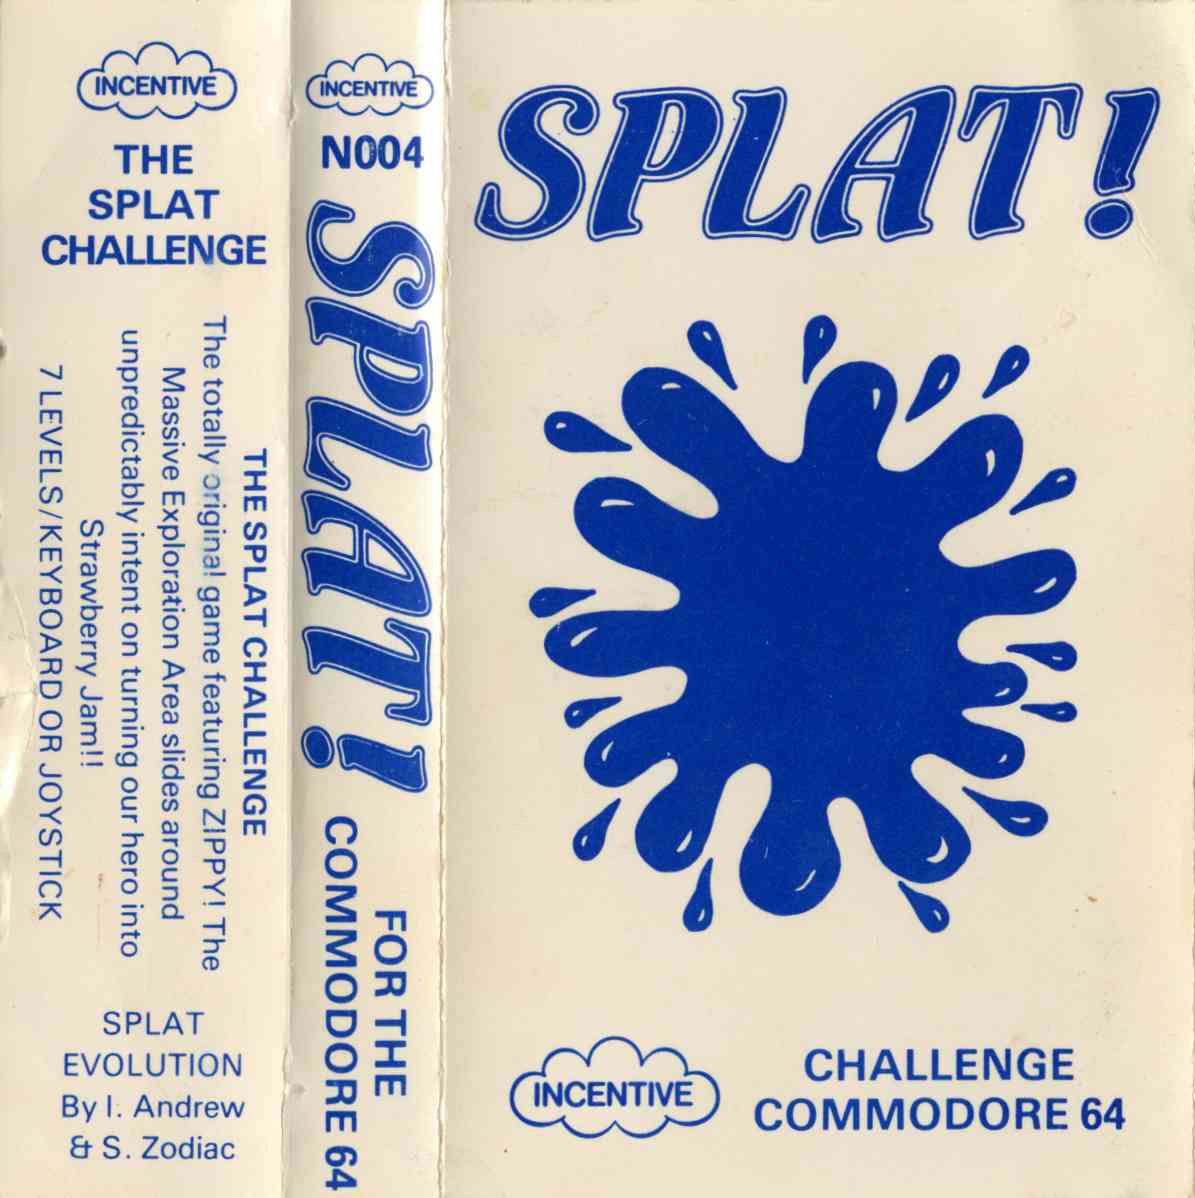 INCENTIVE
THE
SPLAT
CHALLENGE
THE SPLAT CHALLENGE
The totally original game featuring ZIPPY! The
Massive Exploration Area slides around
unpredictably intent on turning our hero into
Strawberry Jam!!
7 LEVELS/KEYBOARD OR JOYSTICK
SPLAT
EVOLUTION
By I. Andrew
& S. Zodiac
INCENTIVE
N004
SPLAT!
FOR THE
COMMODORE 64
SPLAT!
INCENTIVE
CHALLENGE
COMMODORE 64